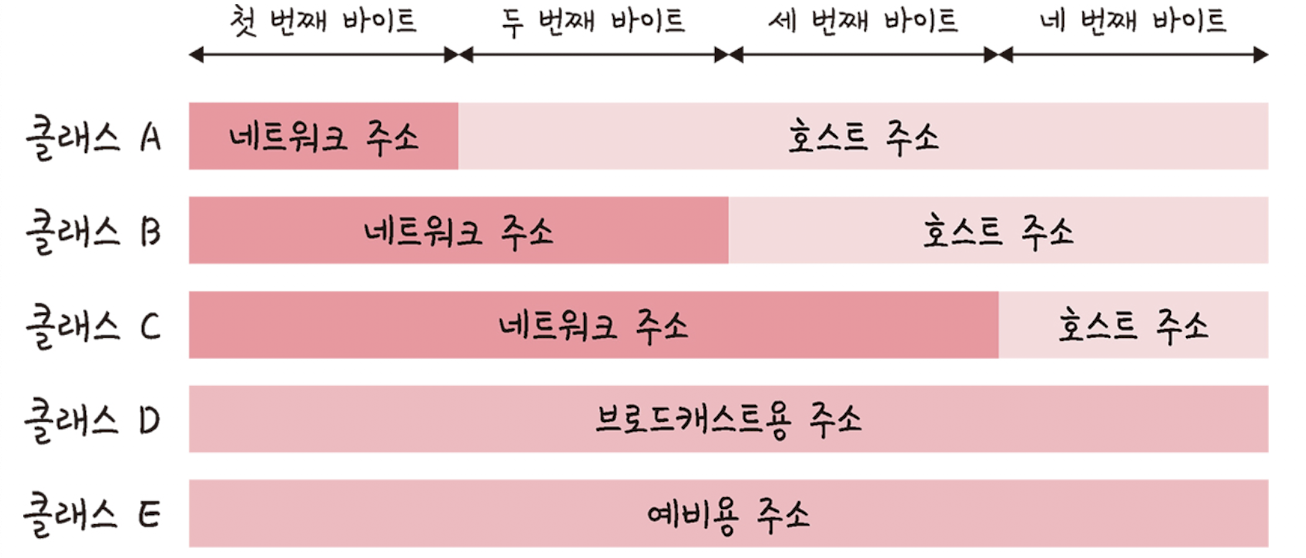 첫 번째 바이트 두 번째 바이트 세 번째 바이트 네 번째 바이트
클래스 A 네트워크 주소 호스트 주소
클래스 B 네트워크 주소 호스트 주소
클래스 C 네트워크 주소 호스트 주소
클래스 D 브로드캐스트용 주소
클래스 E 예비용 주소